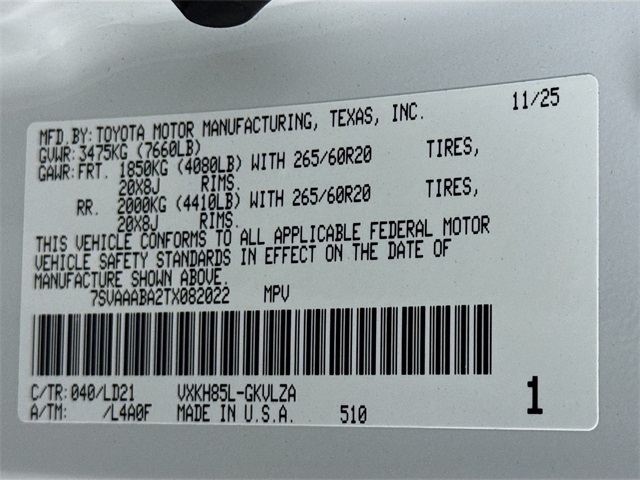 MFD.BY: TOYOTA MOTOR MANUFACTURING, TEXAS, INC. 11/25
GVWR: 3475KG (7660LB)
GAWR: FRT. 1850KG (4080LB) WITH 265/60R20 TIRES,
20X8J RIMS.
RR. 2000KG (4410LB) WITH 265/60R20 TIRES,
20X8J RIMS.
THIS VEHICLE CONFORMS TO ALL APPLICABLE FEDERAL MOTOR
VEHICLE SAFETY STANDARDS IN EFFECT ON THE DATE OF
MANUFACTURE SHOWN ABOVE.
7SVAAABA2TX082022 MPV
C/TR: 040/LD21 VXKH85L-GKVLZA
A/TM: /L4A0F MADE IN U.S.A. 510 1